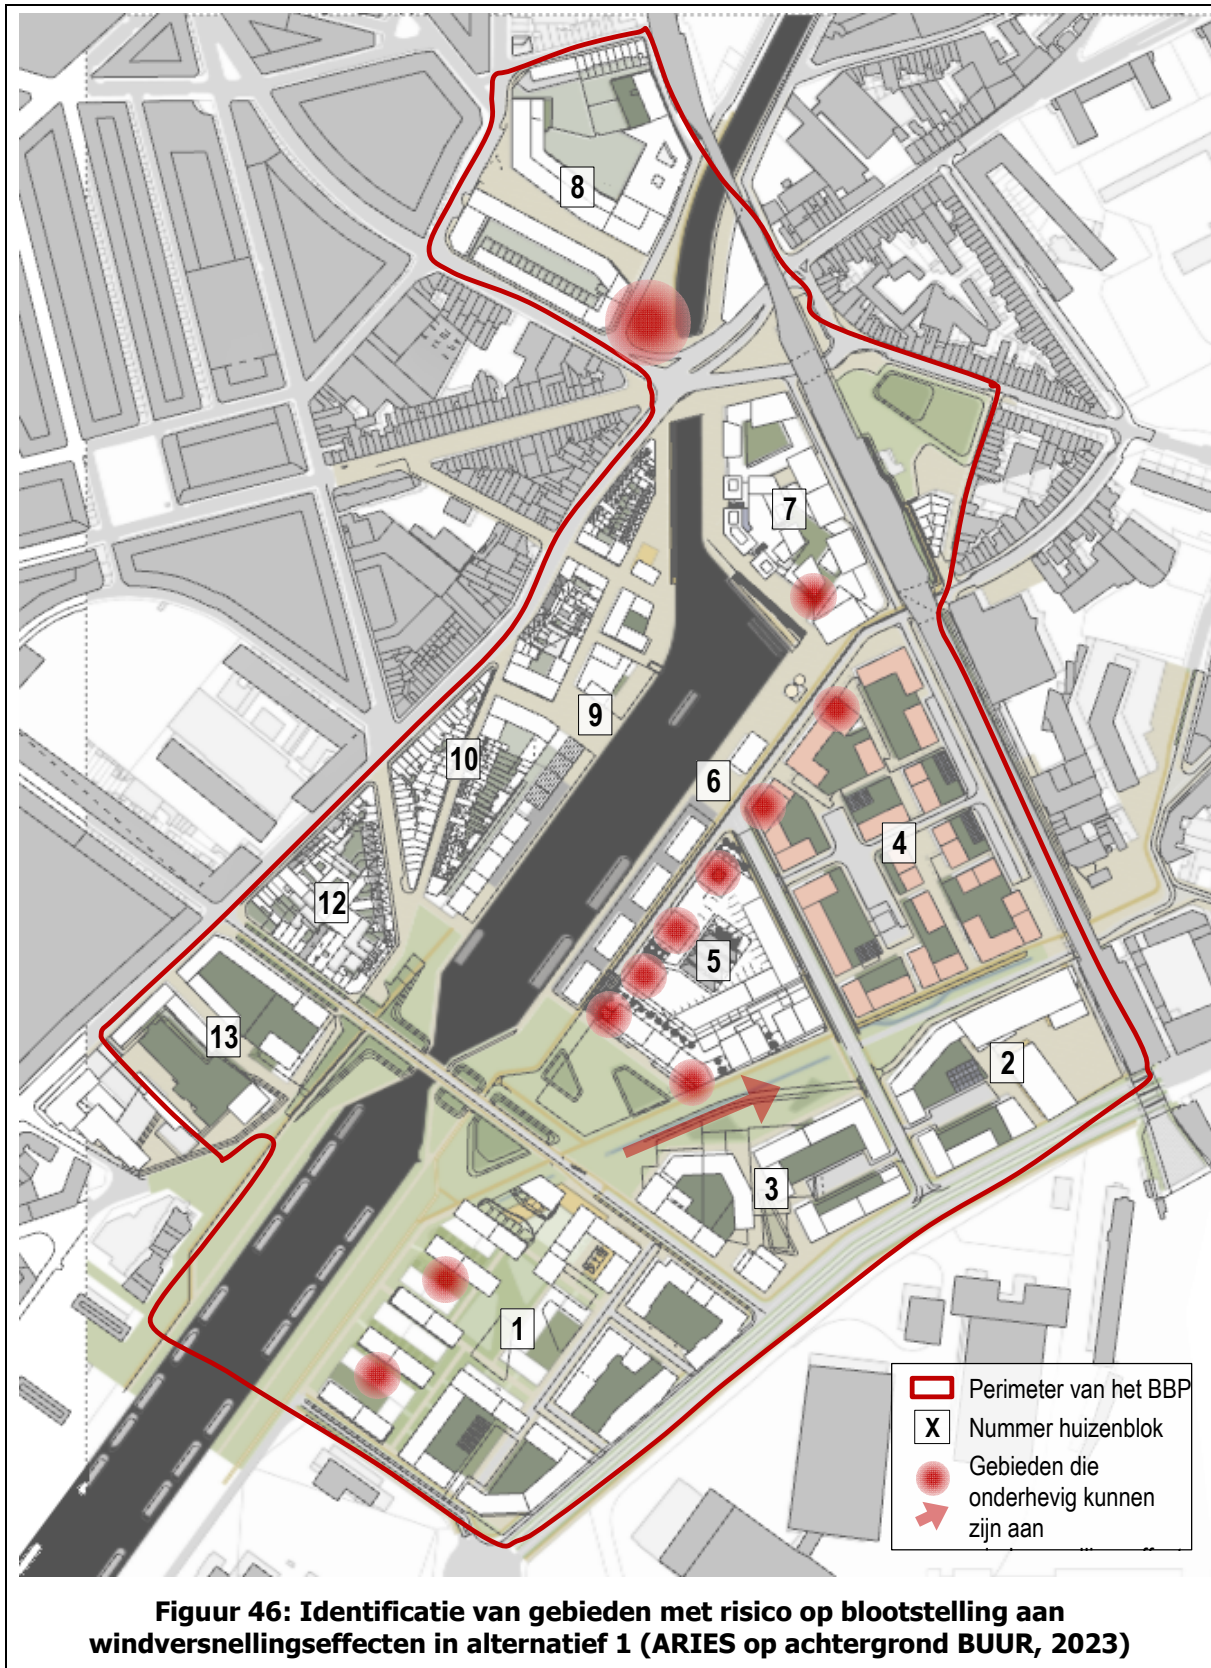 8
7
9
6
10
4
12
5
13
2
3
1
Perimeter van het BBP
X Nummer huizenblok
Gebieden die
onderhevig kunnen
zijn aan
Figuur 46: Identificatie van gebieden met risico op blootstelling aan
windversnellingseffecten in alternatief 1 (ARIES op achtergrond BUUR, 2023)